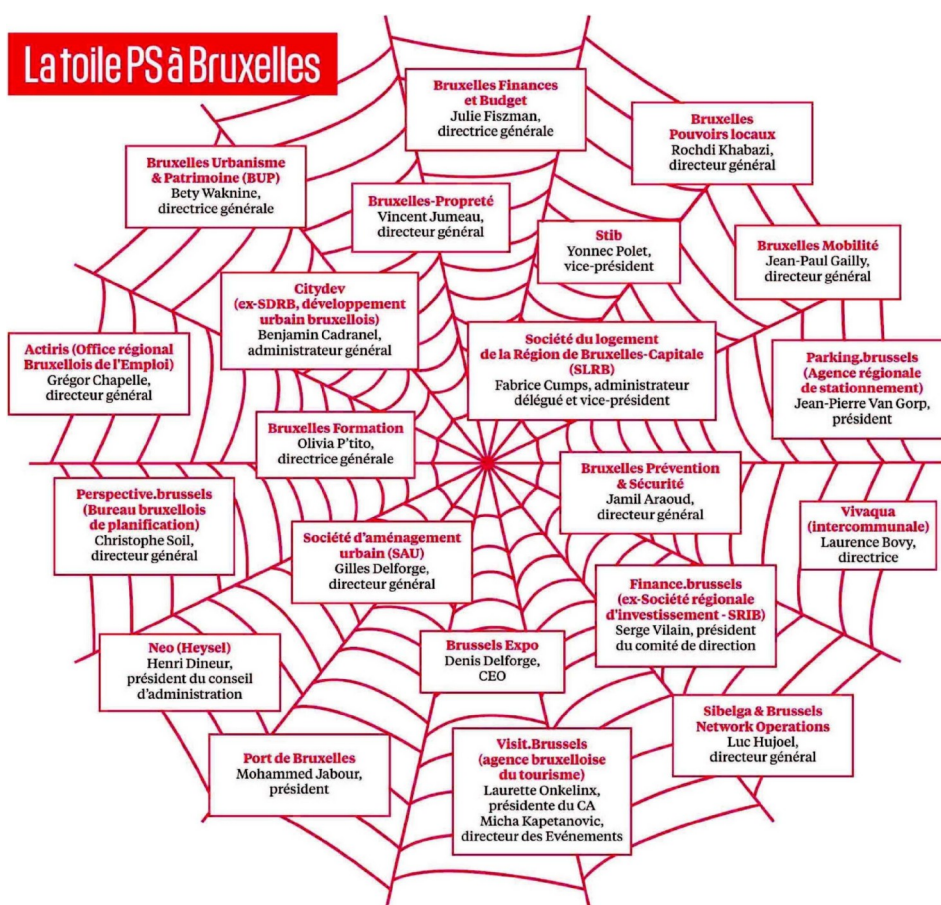 La toile PS à Bruxelles
Bruxelles Finances
et Budget
Julie Fiszman,
directrice générale
Bruxelles
Pouvoirs locaux
Rochdi Khabazi,
directeur général
Bruxelles Urbanisme
& Patrimoine (BUP)
Bety Waknine,
directrice générale
Bruxelles-Propreté
Vincent Jumeau,
directeur général
Stib
Yonnec Polet,
vice-président
Bruxelles Mobilité
Jean-Paul Gailly,
directeur général
Citydev
(ex-SDRB, développement
urbain bruxellois)
Benjamin Cadranel,
administrateur général
Société du logement
de la Région de Bruxelles-Capitale
(SLRB)
Fabrice Cumps, administrateur
délégué et vice-président
Actiris (Office régional
Bruxellois de l'Emploi)
Grégor Chapelle,
directeur général
Parking.brussels
(Agence régionale
de stationnement)
Jean-Pierre Van Gorp,
président
Bruxelles Formation
Olivia P'tito,
directrice générale
Bruxelles Prévention
& Sécurité
Jamil Araoud,
directeur général
Perspective.brussels
(Bureau bruxellois
de planification)
Christophe Soil,
directeur général
Vivaqua
(intercommunale)
Laurence Bovy,
directrice
Société d'aménagement
urbain (SAU)
Gilles Delforge,
directeur général
Finance.brussels
(ex-Société régionale
d'investissement - SRIB)
Serge Vilain, président
du comité de direction
Neo (Heysel)
Henri Dineur,
président du conseil
d'administration
Brussels Expo
Denis Delforge,
CEO
Sibelga & Brussels
Network Operations
Luc Hujoel,
directeur général
Port de Bruxelles
Mohammed Jabour,
président
Visit.Brussels
(agence bruxelloise
du tourisme)
Laurette Onkelinx,
présidente du CA
Micha Kapetanovic,
directeur des Evénements